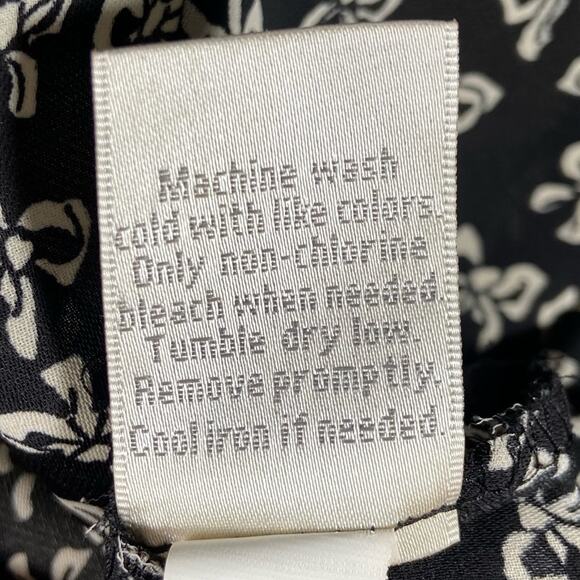 Machine wash
cold with like colors.
Only non-chlorine
bleach when needed.
Tumble dry low.
Remove promptly.
Cool iron if needed.